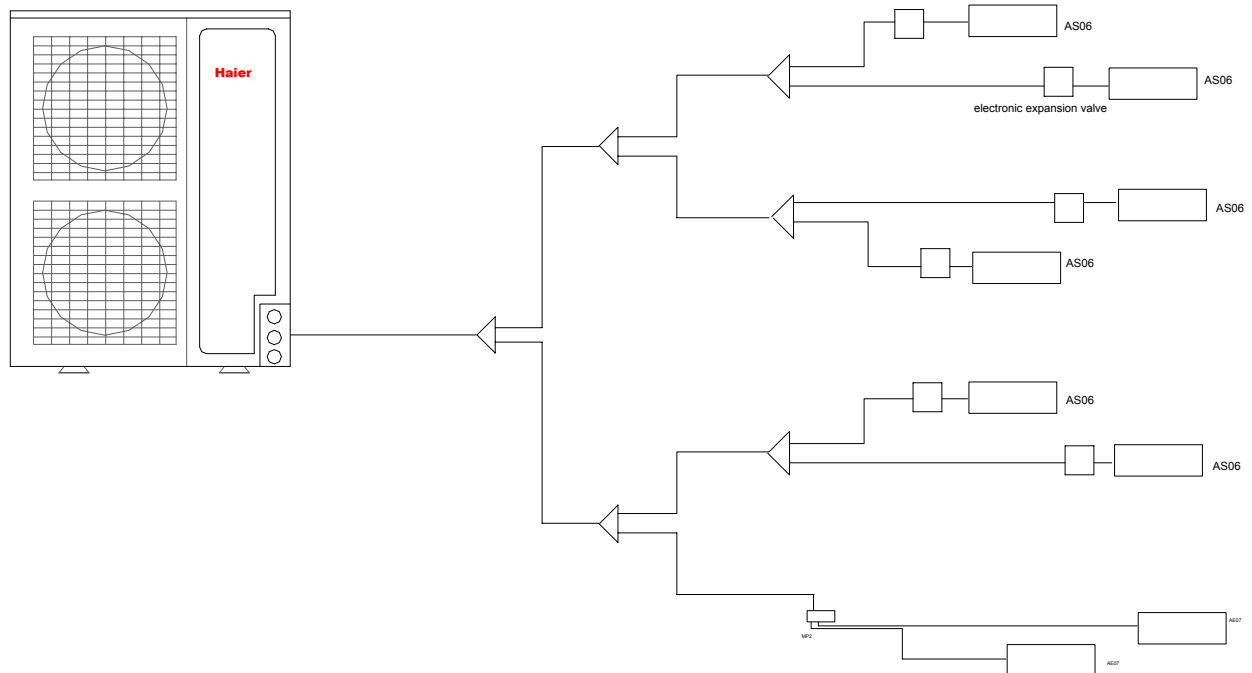 Haier
AS06
AS06
electronic expansion valve
AS06
AS06
AS06
AS06
MP2
AE07
AE07